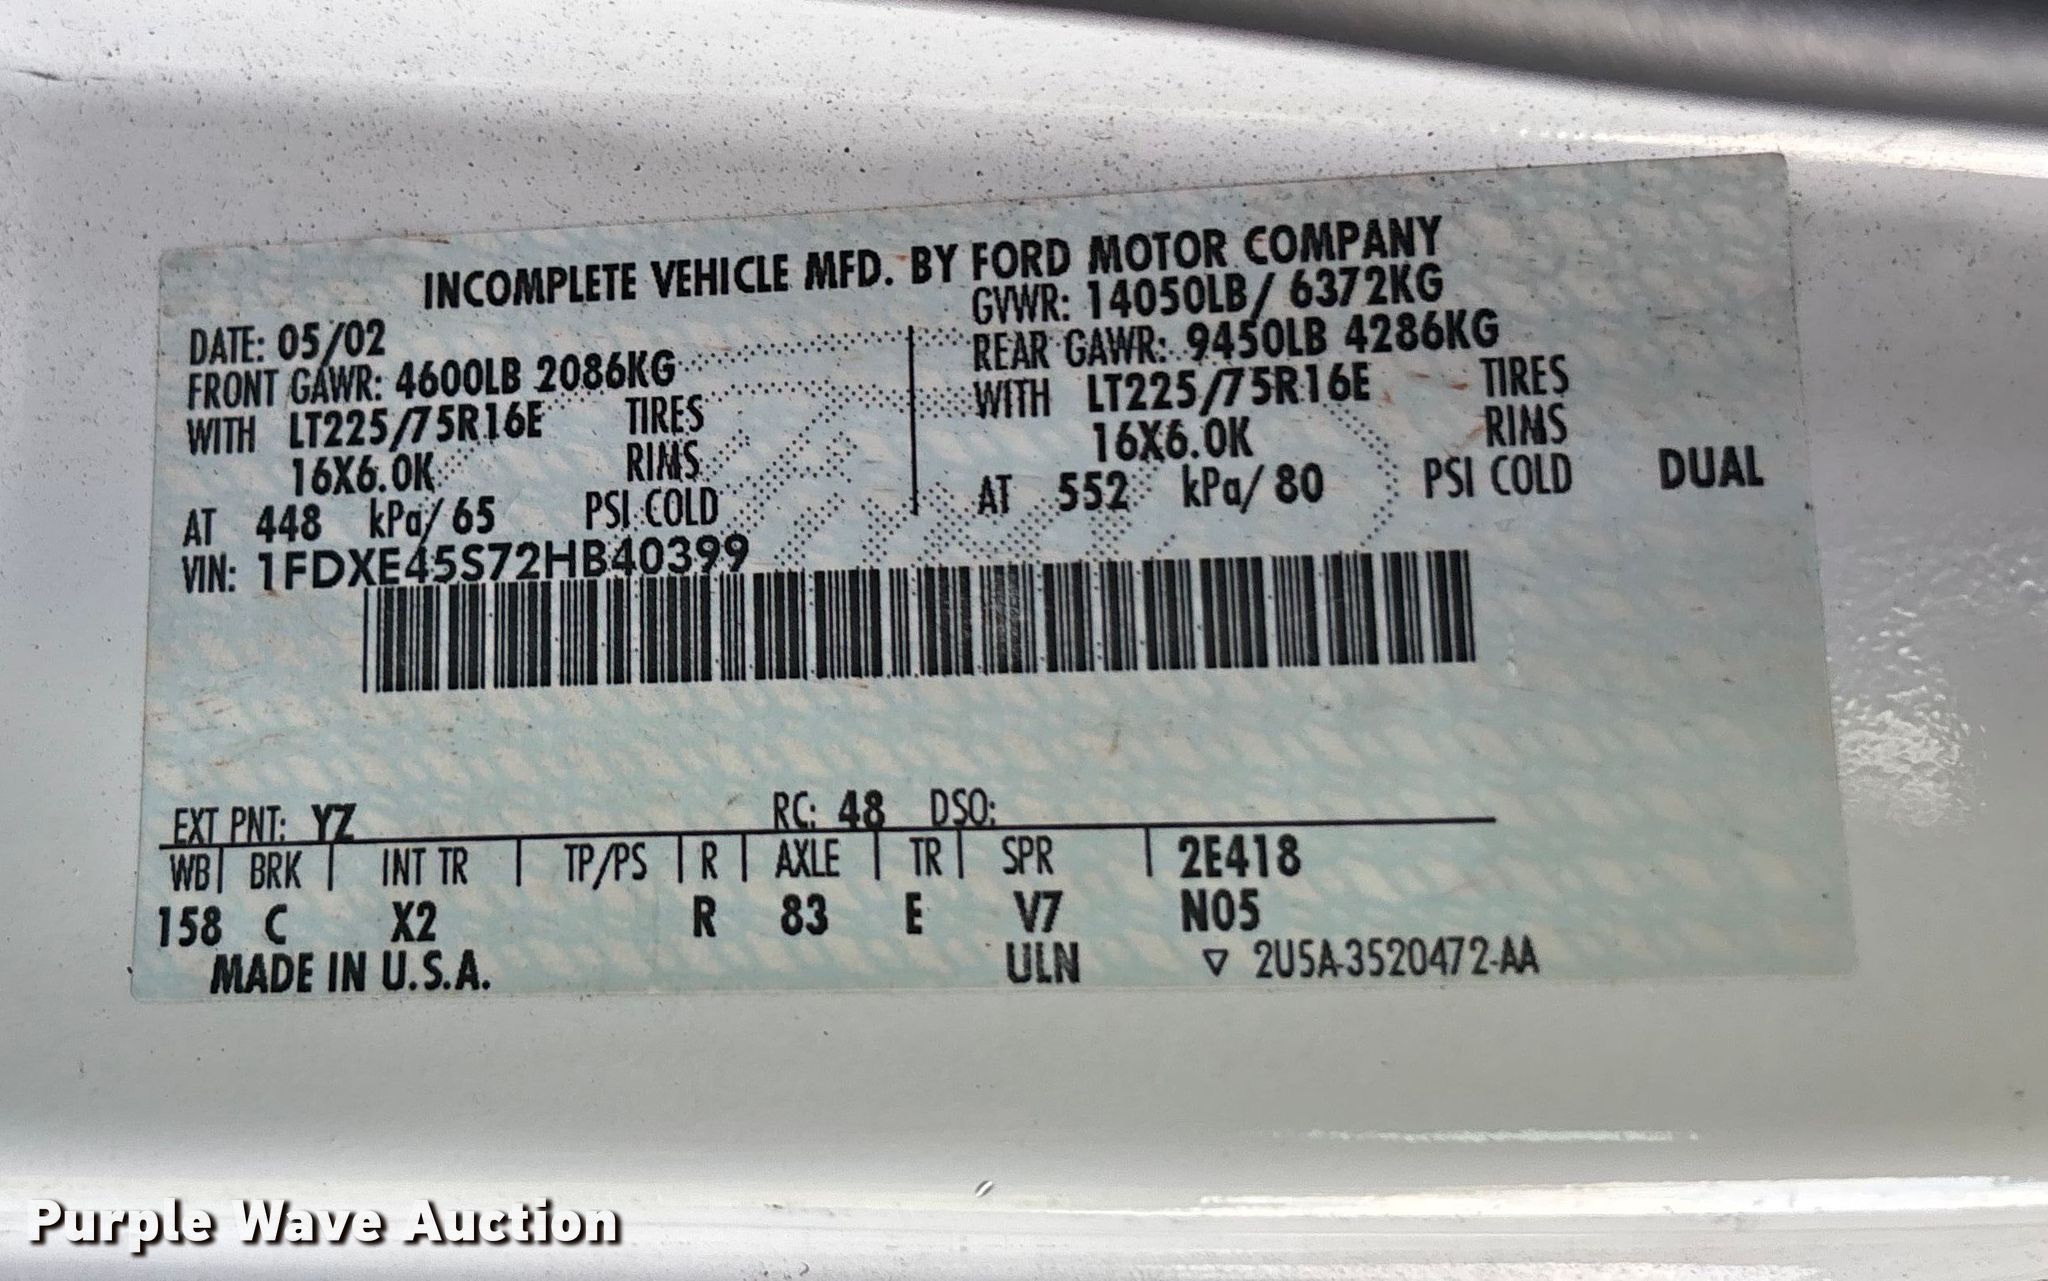 INCOMPLETE VEHICLE MFD. BY FORD MOTOR COMPANY
DATE: 05/02
GVWR: 14050LB/ 6372KG
FRONT GAWR: 4600LB 2086KG
REAR GAWR: 9450LB 4286KG
WITH LT225/75R16E TIRES
WITH LT225/75R16E TIRES
16X6.0K RIMS
16X6.0K RIMS
AT 448 kPa/ 65 PSI COLD
AT 552 kPa/ 80 PSI COLD DUAL
VIN: 1FDXE45S72HB40399
EXT PNT: YZ RC: 48 DSO:
WB BRK INT TR TP/PS R AXLE TR SPR 2E418
158 C X2 R 83 E V7 N05
MADE IN U.S.A. ULN ▽ 2U5A-3520472-AA
Purple Wave Auction